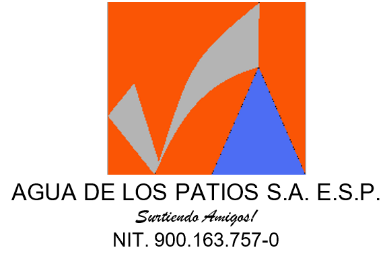 AGUA DE LOS PATIOS S.A. E.S.P.
Surtiendo Amigos!
NIT. 900.163.757-0